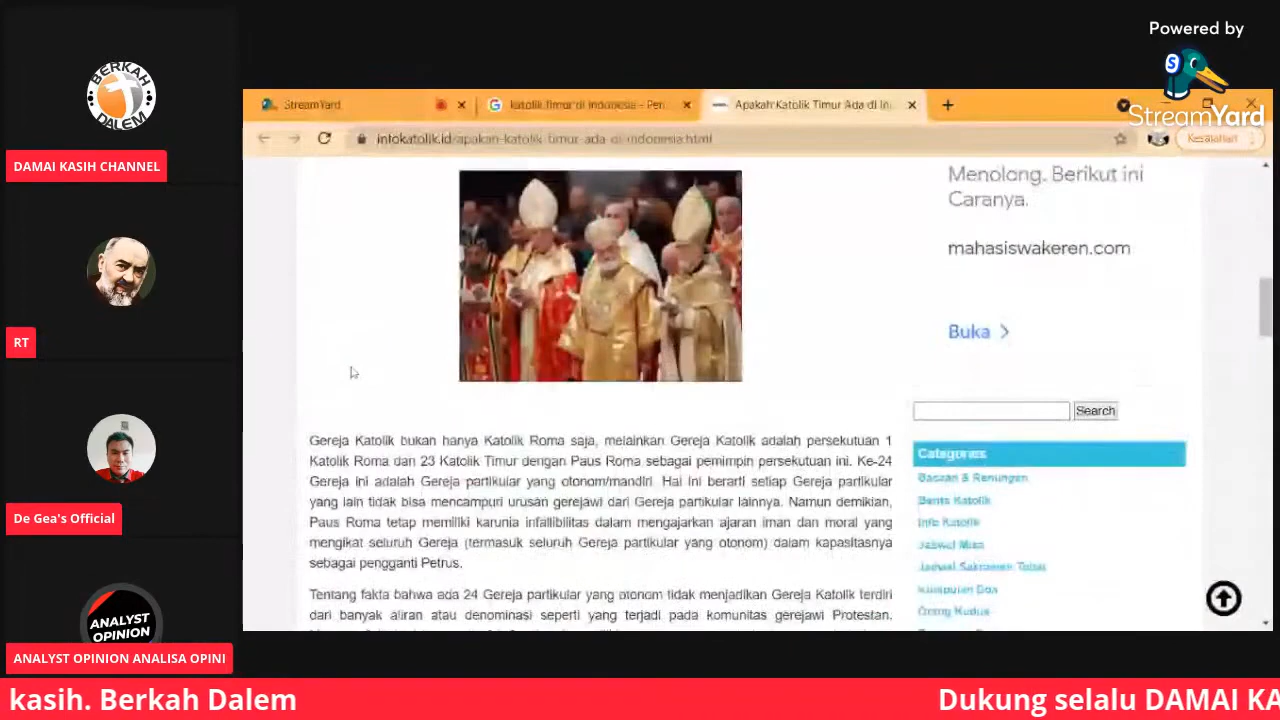 Powered by
StreamYard
BERKAH
DALEM
DAMAI KASIH CHANNEL
RT
De Gea's Official
ANALYST
OPINION
ANALYST OPINION ANALISA OPINI
StreamYard
katolik timur di indonesia - Pen
Apakah Katolik Timur Ada di In
infokatolik.id/apakah-katolik-timur-ada-di-indonesia.html
Kesalahan
Menolong. Berikut ini
Caranya.
mahasiswakeren.com
Buka
Search
Gereja Katolik bukan hanya Katolik Roma saja, melainkan Gereja Katolik adalah persekutuan 1
Katolik Roma dan 23 Katolik Timur dengan Paus Roma sebagai pemimpin persekutuan ini. Ke-24
Gereja ini adalah Gereja partikular yang otonom/mandiri. Hal ini berarti setiap Gereja partikular
yang lain tidak bisa mencampuri urusan gerejawi dari Gereja partikular lainnya. Namun demikian,
Paus Roma tetap memiliki karunia infallibilitas dalam mengajarkan ajaran iman dan moral yang
mengikat seluruh Gereja (termasuk seluruh Gereja partikular yang otonom) dalam kapasitasnya
sebagai pengganti Petrus.
Tentang fakta bahwa ada 24 Gereja partikular yang otonom tidak menjadikan Gereja Katolik terdiri
dari banyak aliran atau denominasi seperti yang terjadi pada komunitas gerejawi Protestan.
Categories
Bacaan & Renungan
Berita Katolik
Info Katolik
Jadwal Misa
Jadwal Sakramen Tobat
Kumpulan Doa
Orang Kudus
kasih. Berkah Dalem
Dukung selalu DAMAI KA